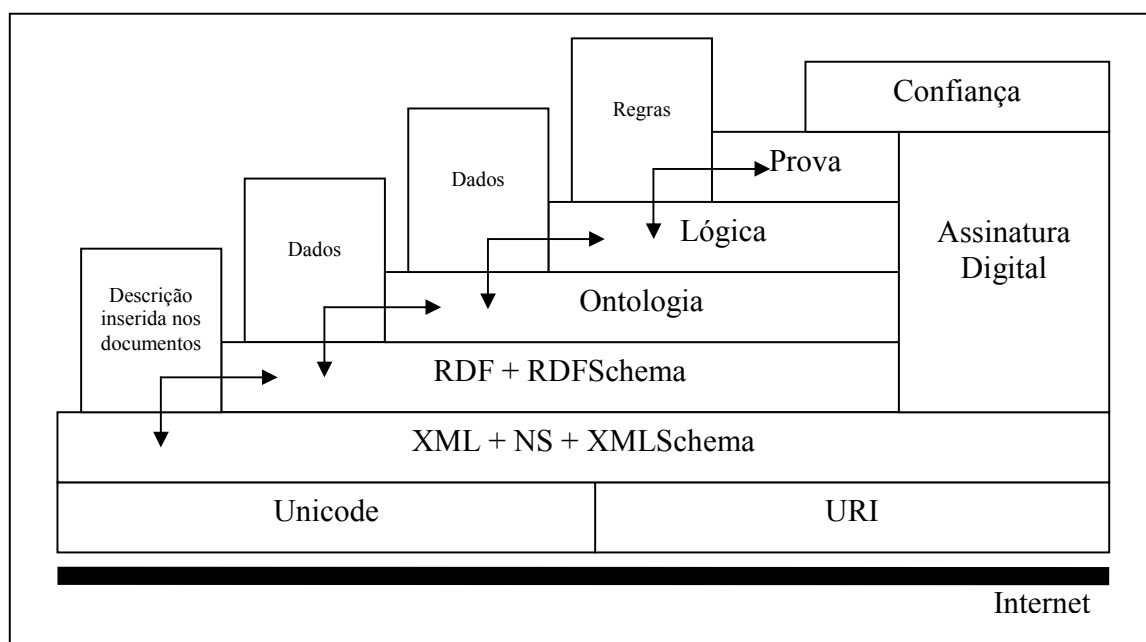 Confiança
Regras
Prova
Dados
Lógica
Assinatura
Digital
Dados
Ontologia
Descrição
inserida nos
documentos
RDF + RDFSchema
XML + NS + XMLSchema
Unicode
URI
Internet